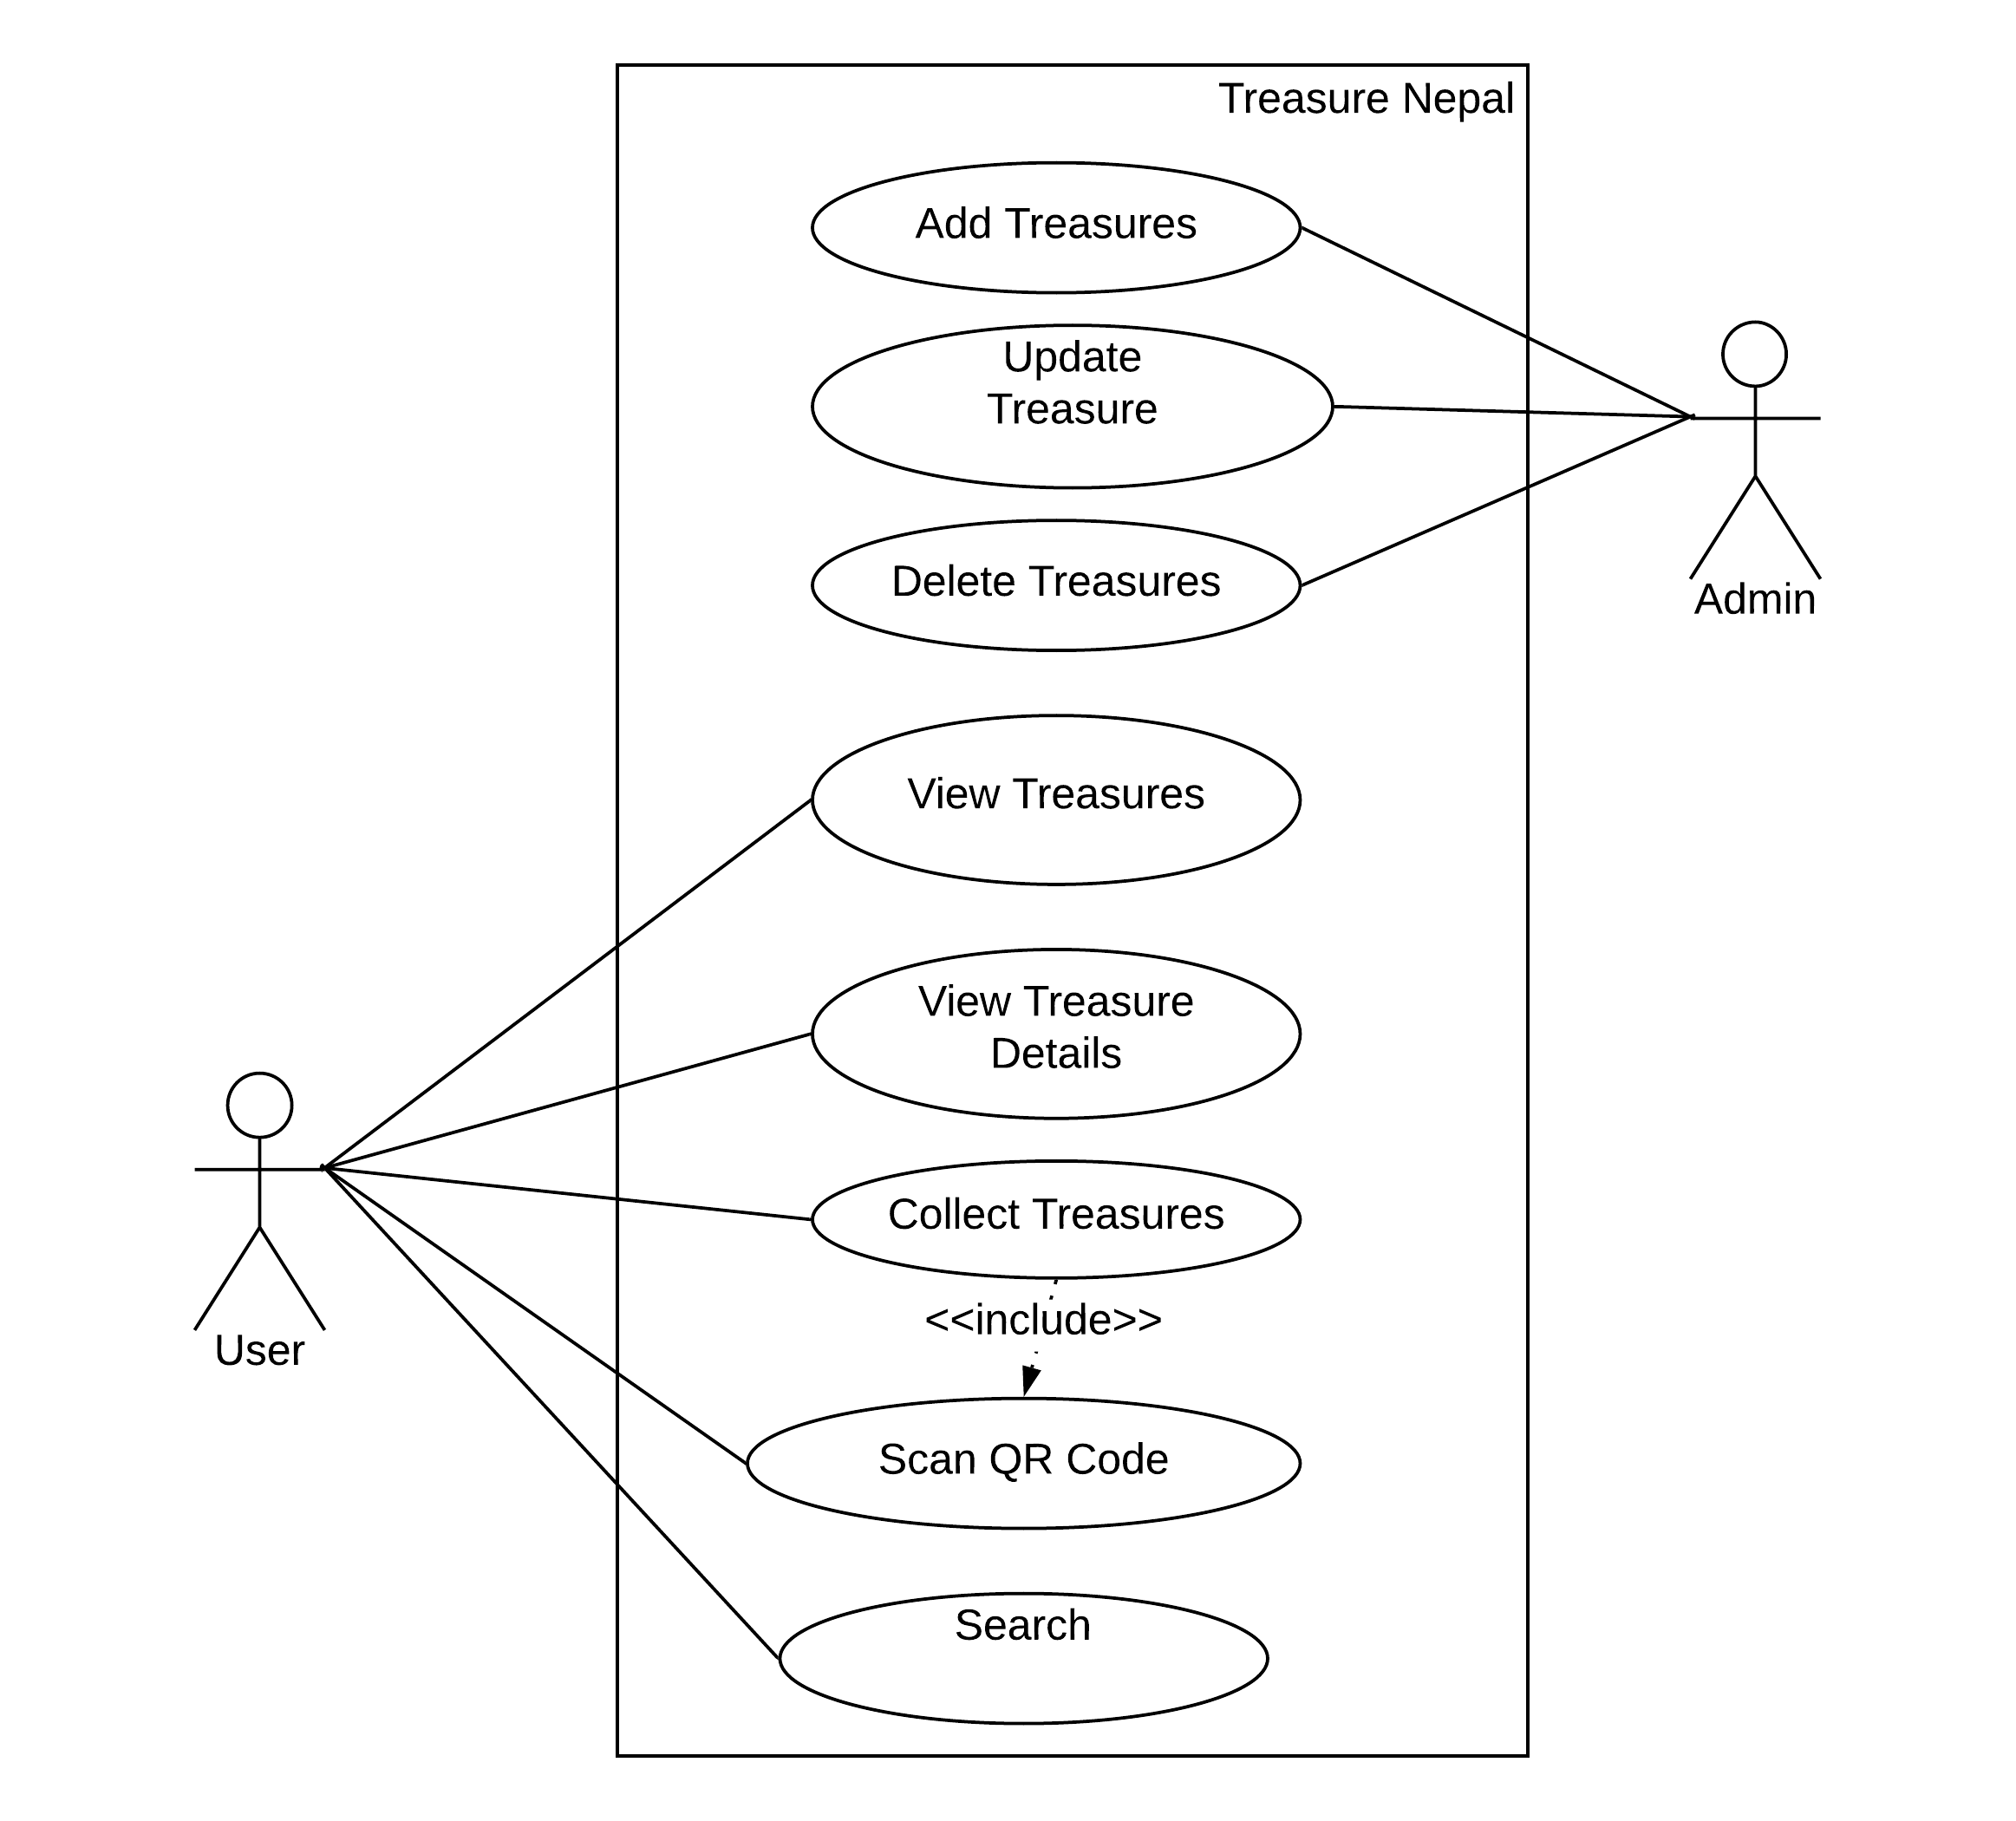 Treasure Nepal
Add Treasures
Update
Treasure
Delete Treasures
Admin
View Treasures
View Treasure
Details
Collect Treasures
<<include>>
User
Scan QR Code
Search